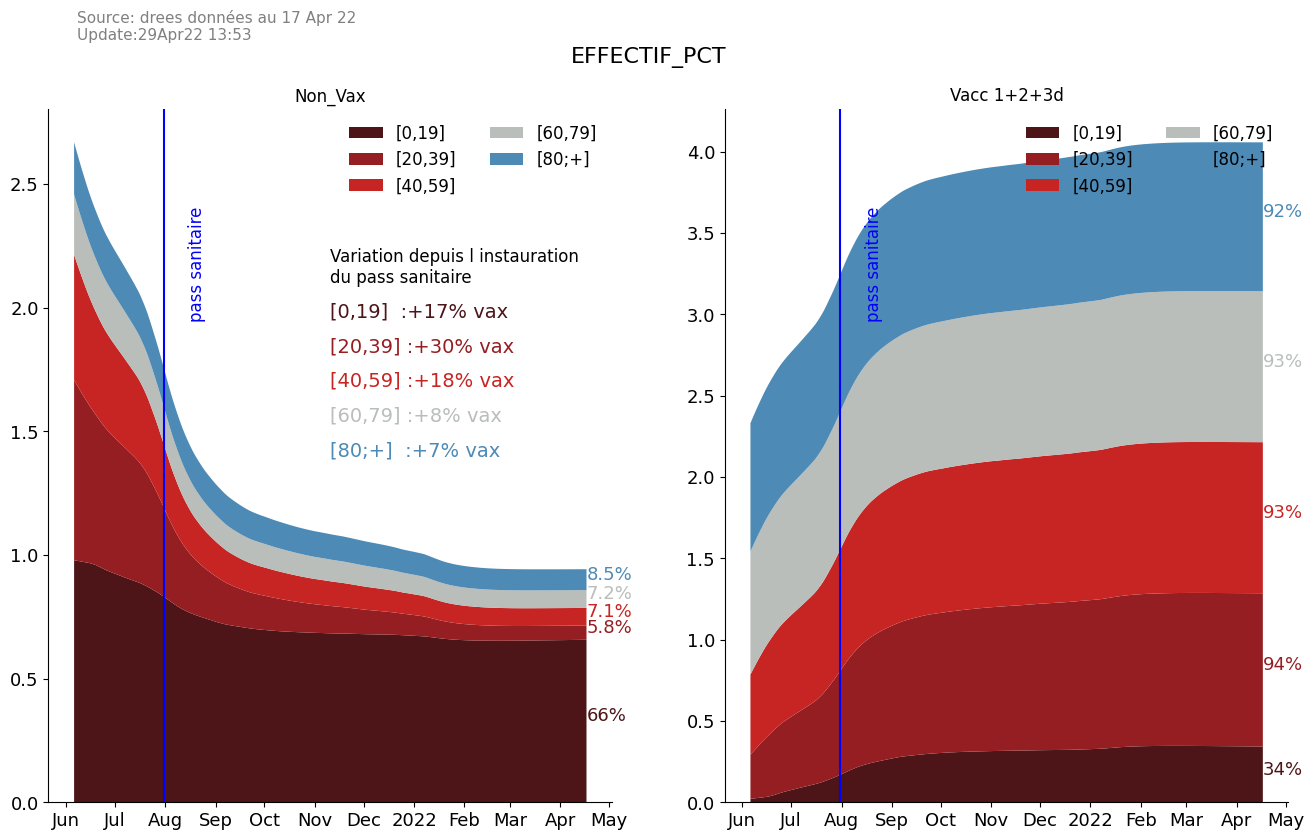 Source: drees données au 17 Apr 22
Update:29Apr22 13:53
EFFECTIF_PCT
Non_Vax
[0,19]
[20,39]
[40,59]
[60,79]
[80;+]
pass sanitaire
Variation depuis l instauration
du pass sanitaire
[0,19]  :+17% vax
[20,39] :+30% vax
[40,59] :+18% vax
[60,79] :+8% vax
[80;+]  :+7% vax
2.5
2.0
1.5
1.0
0.5
0.0
8.5%
7.2%
7.1%
5.8%
66%
Jun Jul Aug Sep Oct Nov Dec 2022 Feb Mar Apr May
Vacc 1+2+3d
[0,19]
[20,39]
[40,59]
[60,79]
[80;+]
pass sanitaire
4.0
3.5
3.0
2.5
2.0
1.5
1.0
0.5
0.0
92%
93%
93%
94%
34%
Jun Jul Aug Sep Oct Nov Dec 2022 Feb Mar Apr May